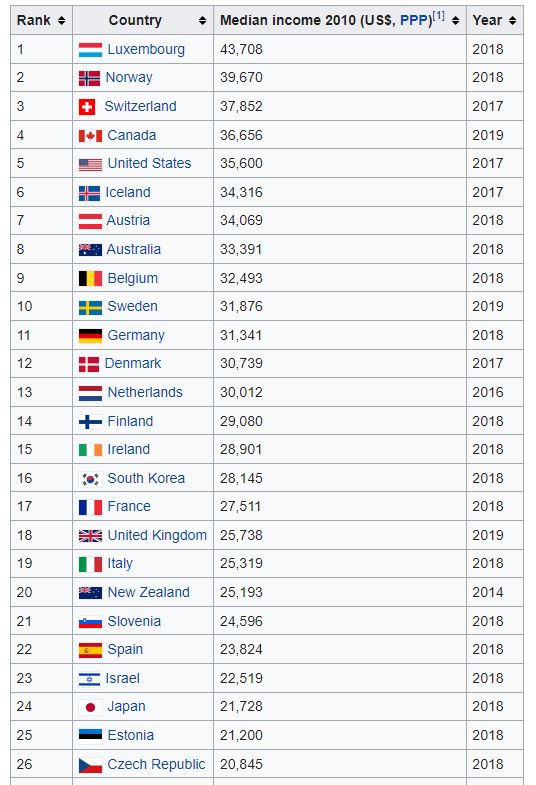 Rank Country Median income 2010 (US$, PPP)[1] Year
1 Luxembourg 43,708 2018
2 Norway 39,670 2018
3 Switzerland 37,852 2017
4 Canada 36,656 2019
5 United States 35,600 2017
6 Iceland 34,316 2017
7 Austria 34,069 2018
8 Australia 33,391 2018
9 Belgium 32,493 2018
10 Sweden 31,876 2019
11 Germany 31,341 2018
12 Denmark 30,739 2017
13 Netherlands 30,012 2016
14 Finland 29,080 2018
15 Ireland 28,901 2018
16 South Korea 28,145 2018
17 France 27,511 2018
18 United Kingdom 25,738 2019
19 Italy 25,319 2018
20 New Zealand 25,193 2014
21 Slovenia 24,596 2018
22 Spain 23,824 2018
23 Israel 22,519 2018
24 Japan 21,728 2018
25 Estonia 21,200 2018
26 Czech Republic 20,845 2018